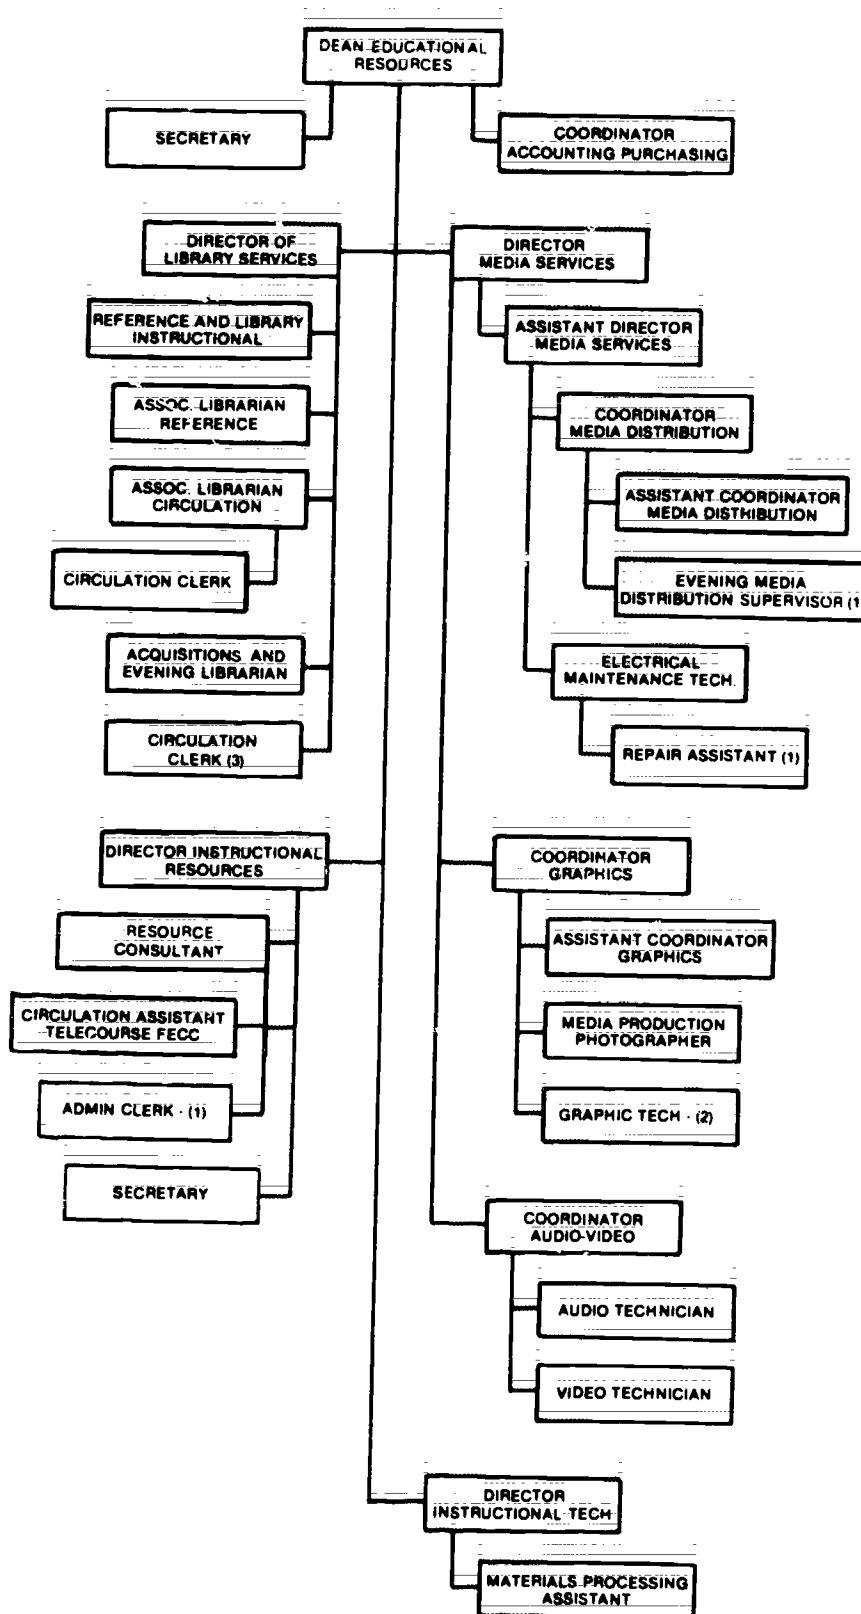 DEAN EDUCATIONAL
RESOURCES
SECRETARY
COORDINATOR
ACCOUNTING PURCHASING
DIRECTOR OF
LIBRARY SERVICES
DIRECTOR
MEDIA SERVICES
REFERENCE AND LIBRARY
INSTRUCTIONAL
ASSISTANT DIRECTOR
MEDIA SERVICES
ASSOC. LIBRARIAN
REFERENCE
COORDINATOR
MEDIA DISTRIBUTION
ASSOC. LIBRARIAN
CIRCULATION
ASSISTANT COORDINATOR
MEDIA DISTRIBUTION
CIRCULATION CLERK
EVENING MEDIA
DISTRIBUTION SUPERVISOR (1
ACQUISITIONS AND
EVENING LIBRARIAN
ELECTRICAL
MAINTENANCE TECH.
CIRCULATION
CLERK (3)
REPAIR ASSISTANT (1)
DIRECTOR INSTRUCTIONAL
RESOURCES
COORDINATOR
GRAPHICS
RESOURCE
CONSULTANT
ASSISTANT COORDINATOR
GRAPHICS
CIRCULATION ASSISTANT
TELECOURSE FECC
MEDIA PRODUCTION
PHOTOGRAPHER
ADMIN CLERK - (1)
GRAPHIC TECH - (2)
SECRETARY
COORDINATOR
AUDIO-VIDEO
AUDIO TECHNICIAN
VIDEO TECHNICIAN
DIRECTOR
INSTRUCTIONAL TECH
MATERIALS PROCESSING
ASSISTANT